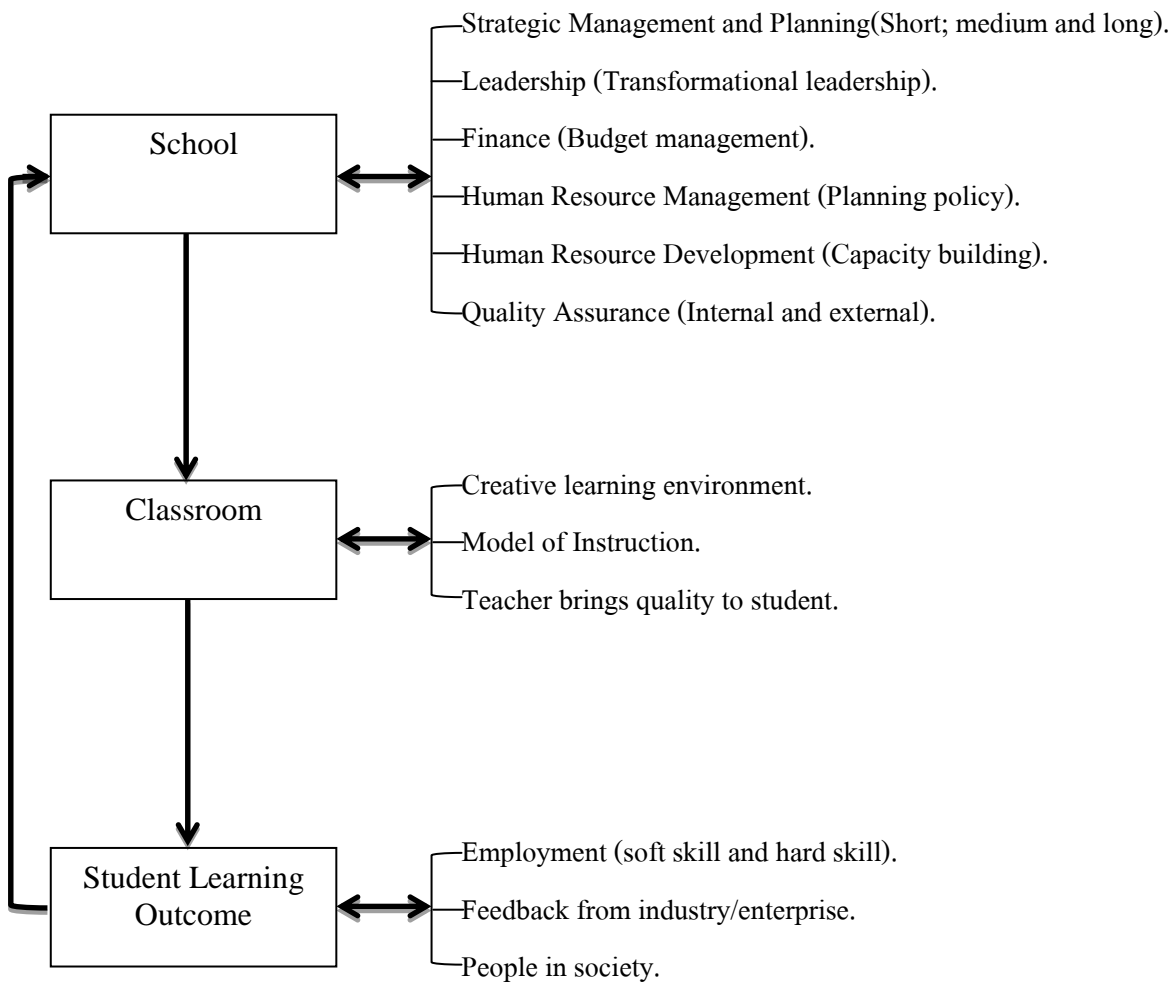 Strategic Management and Planning(Short; medium and long).
Leadership (Transformational leadership).
School
Finance (Budget management).
Human Resource Management (Planning policy).
Human Resource Development (Capacity building).
Quality Assurance (Internal and external).
Classroom
Creative learning environment.
Model of Instruction.
Teacher brings quality to student.
Student Learning
Outcome
Employment (soft skill and hard skill).
Feedback from industry/enterprise.
People in society.